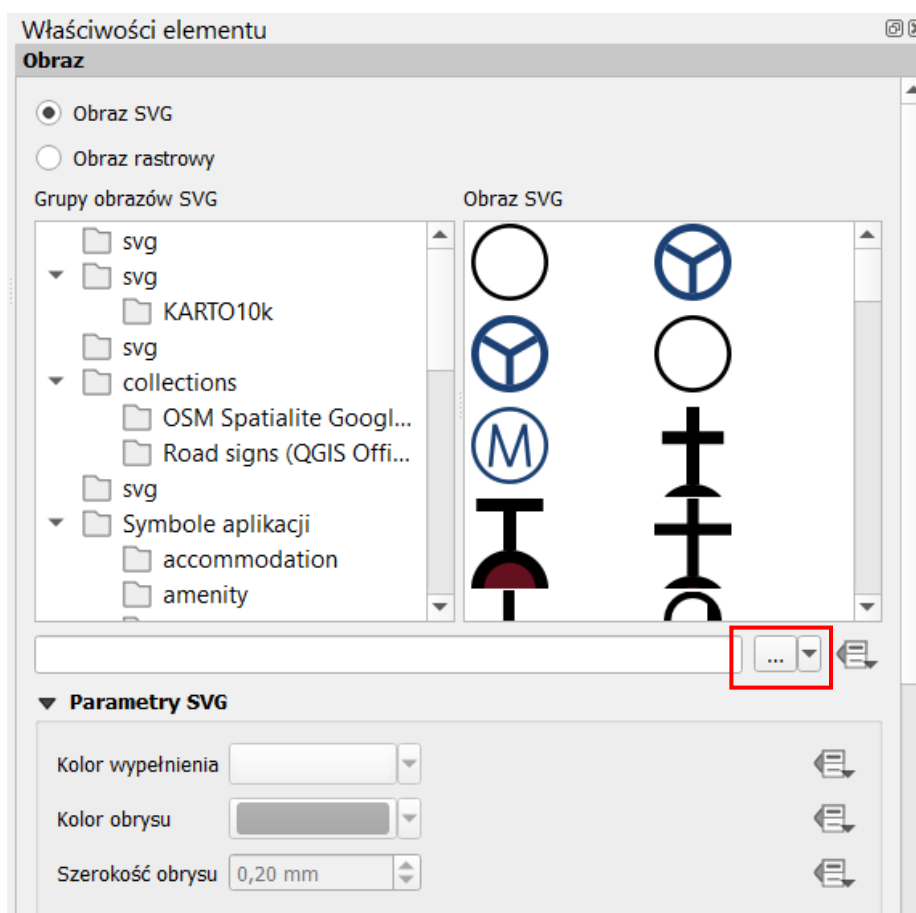 Właściwości elementu
Obraz
Obraz SVG
Obraz rastrowy
Grupy obrazów SVG
Obraz SVG
svg
svg
KARTO10k
svg
collections
OSM Spatialite Googl...
Road signs (QGIS Offi...
svg
Symbole aplikacji
accommodation
amenity
M
...
Parametry SVG
Kolor wypełnienia
Kolor obrysu
Szerokość obrysu 0,20 mm